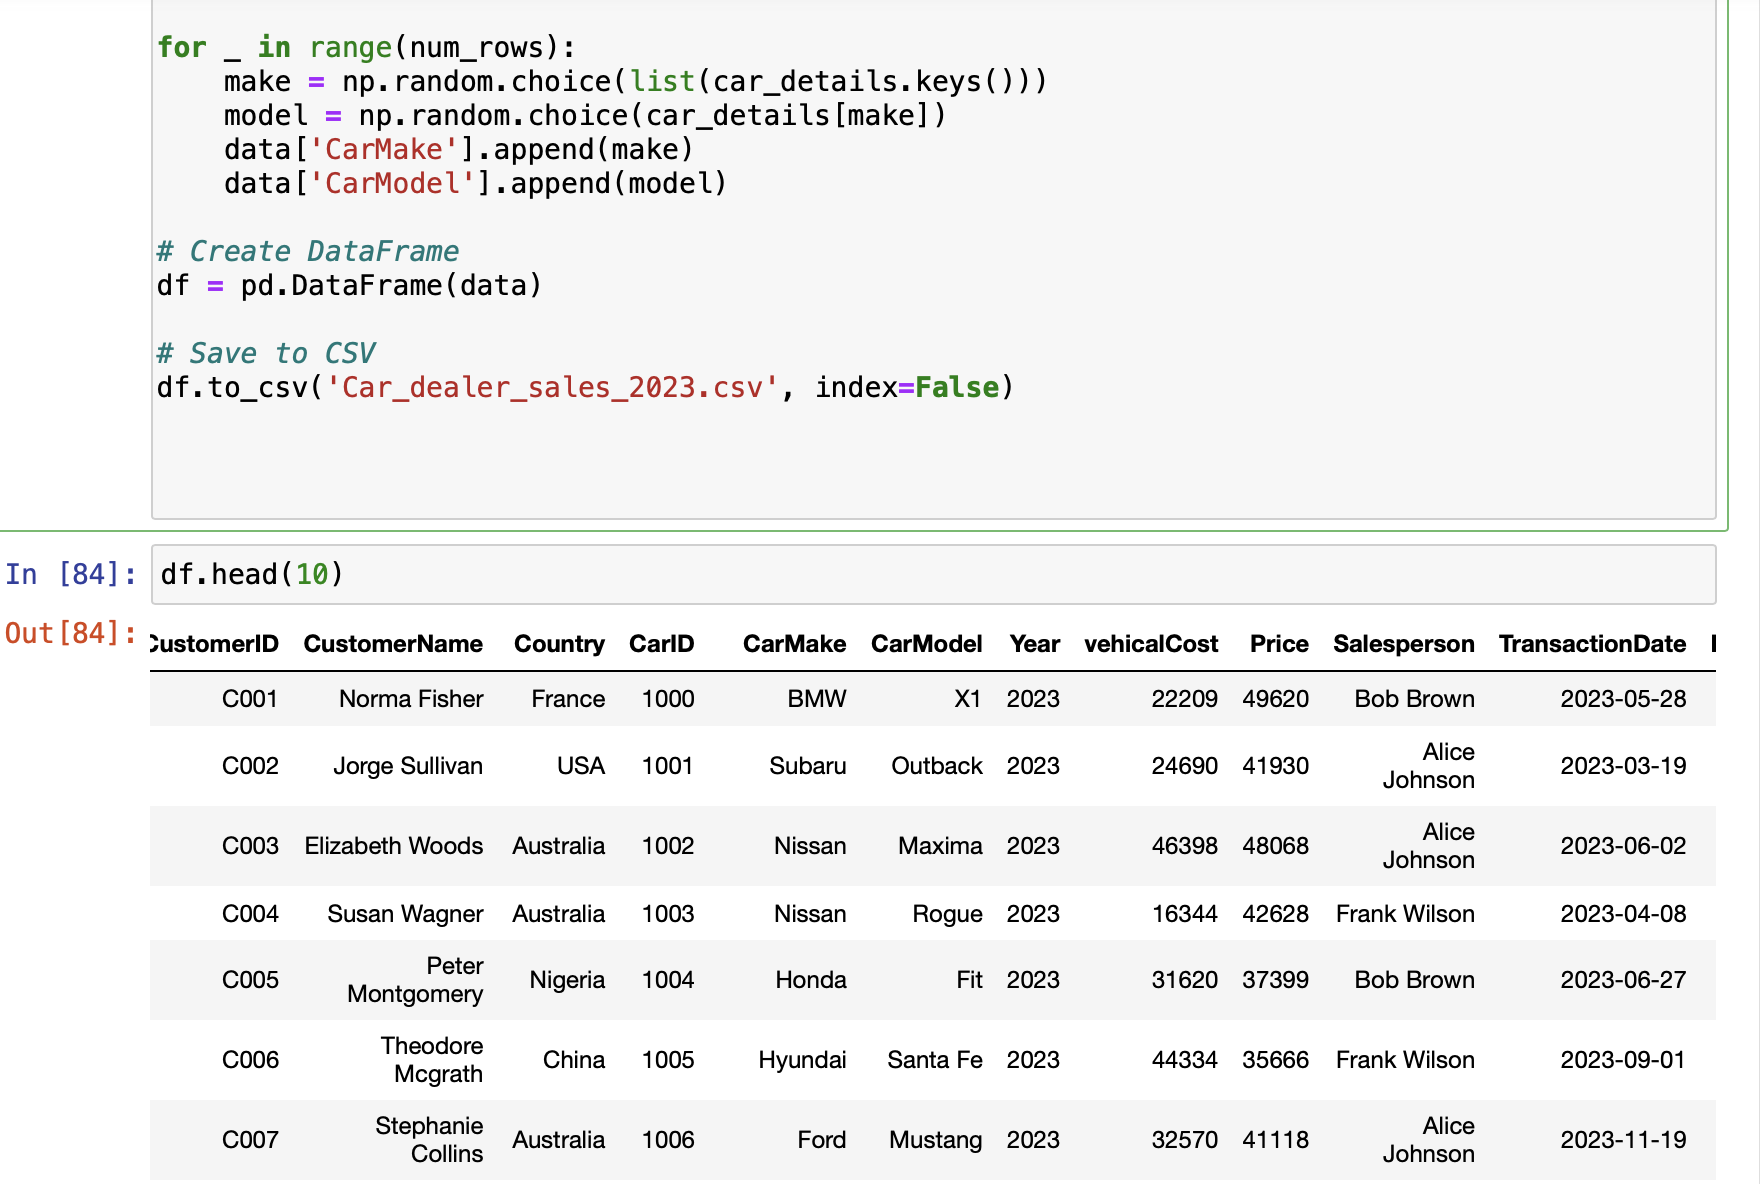 for _ in range(num_rows):
    make = np.random.choice(list(car_details.keys()))
    model = np.random.choice(car_details[make])
    data['CarMake'].append(make)
    data['CarModel'].append(model)
# Create DataFrame
df = pd.DataFrame(data)
# Save to CSV
df.to_csv('Car_dealer_sales_2023.csv', index=False)
In [84]: df.head(10)
Out[84]:
CustomerID CustomerName Country CarID CarMake CarModel Year vehicalCost Price Salesperson TransactionDate
C001 Norma Fisher France 1000 BMW X1 2023 22209 49620 Bob Brown 2023-05-28
C002 Jorge Sullivan USA 1001 Subaru Outback 2023 24690 41930 Alice Johnson 2023-03-19
C003 Elizabeth Woods Australia 1002 Nissan Maxima 2023 46398 48068 Alice Johnson 2023-06-02
C004 Susan Wagner Australia 1003 Nissan Rogue 2023 16344 42628 Frank Wilson 2023-04-08
C005 Peter Montgomery Nigeria 1004 Honda Fit 2023 31620 37399 Bob Brown 2023-06-27
C006 Theodore Mcgrath China 1005 Hyundai Santa Fe 2023 44334 35666 Frank Wilson 2023-09-01
C007 Stephanie Collins Australia 1006 Ford Mustang 2023 32570 41118 Alice Johnson 2023-11-19